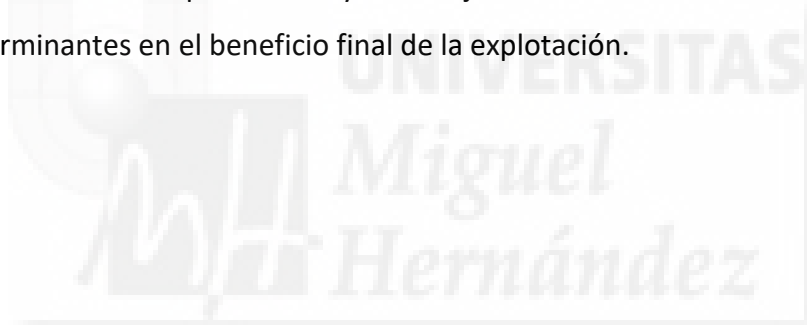 rminantes en el beneficio final de la explotación.
UNIVERSITAS
Miguel
Hernández